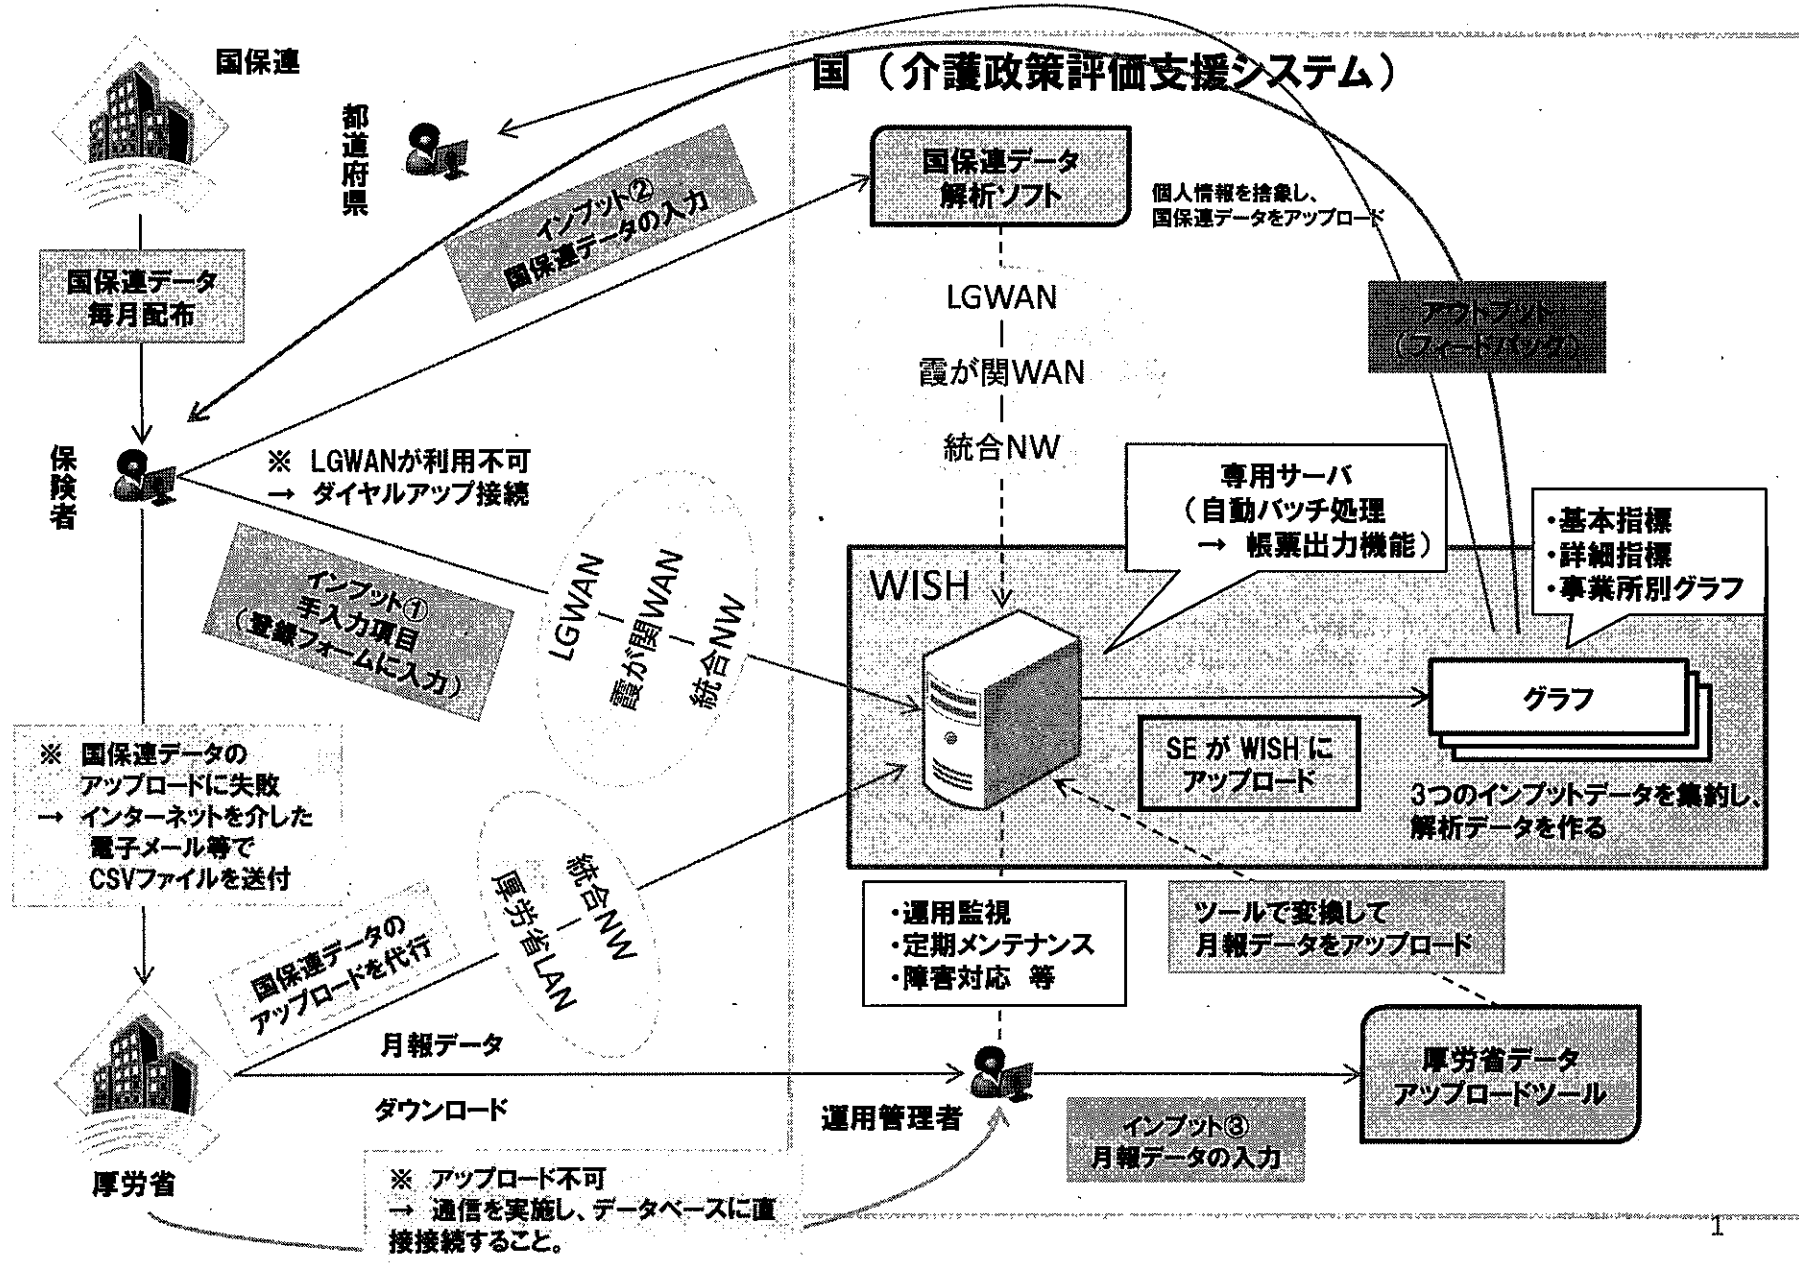 国保連
都道府県
国（介護政策評価支援システム）
国保連データ
解析ソフト
個人情報を捨象し、
国保連データをアップロード
インプット②
国保連データの入力
国保連データ
毎月配布
LGWAN
霞が関WAN
統合NW
アウトプット
（フィードバック）
保険者
※ LGWANが利用不可
→ ダイヤルアップ接続
専用サーバ
（自動バッチ処理
→ 帳票出力機能）
・基本指標
・詳細指標
・事業所別グラフ
インプット①
手入力項目
（登録フォームに入力）
LGWAN
霞が関WAN
統合NW
WISH
グラフ
SE が WISH に
アップロード
3つのインプットデータを集約し、
解析データを作る
※ 国保連データの
アップロードに失敗
→ インターネットを介した
電子メール等で
CSVファイルを送付
国保連データの
アップロードを代行
統合NW
厚労省LAN
・運用監視
・定期メンテナンス
・障害対応 等
ツールで変換して
月報データをアップロード
月報データ
ダウンロード
運用管理者
厚労省データ
アップロードツール
インプット③
月報データの入力
厚労省
※ アップロード不可
→ 通信を実施し、データベースに直
接接続すること。
1